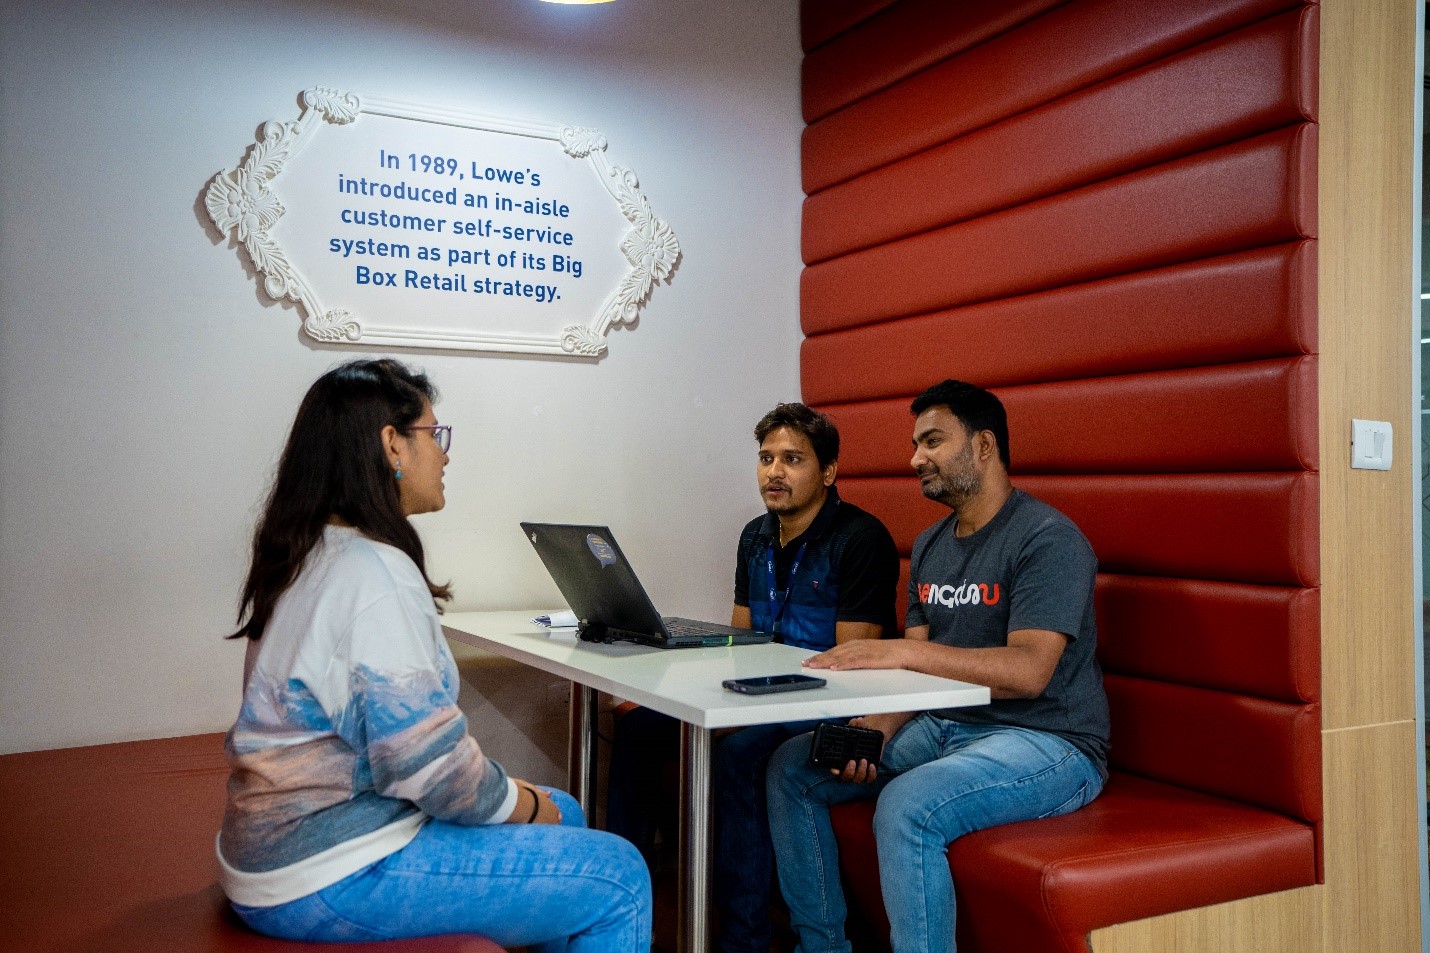 In 1989, Lowe's
introduced an in-aisle
customer self-service
system as part of its Big
Box Retail strategy.